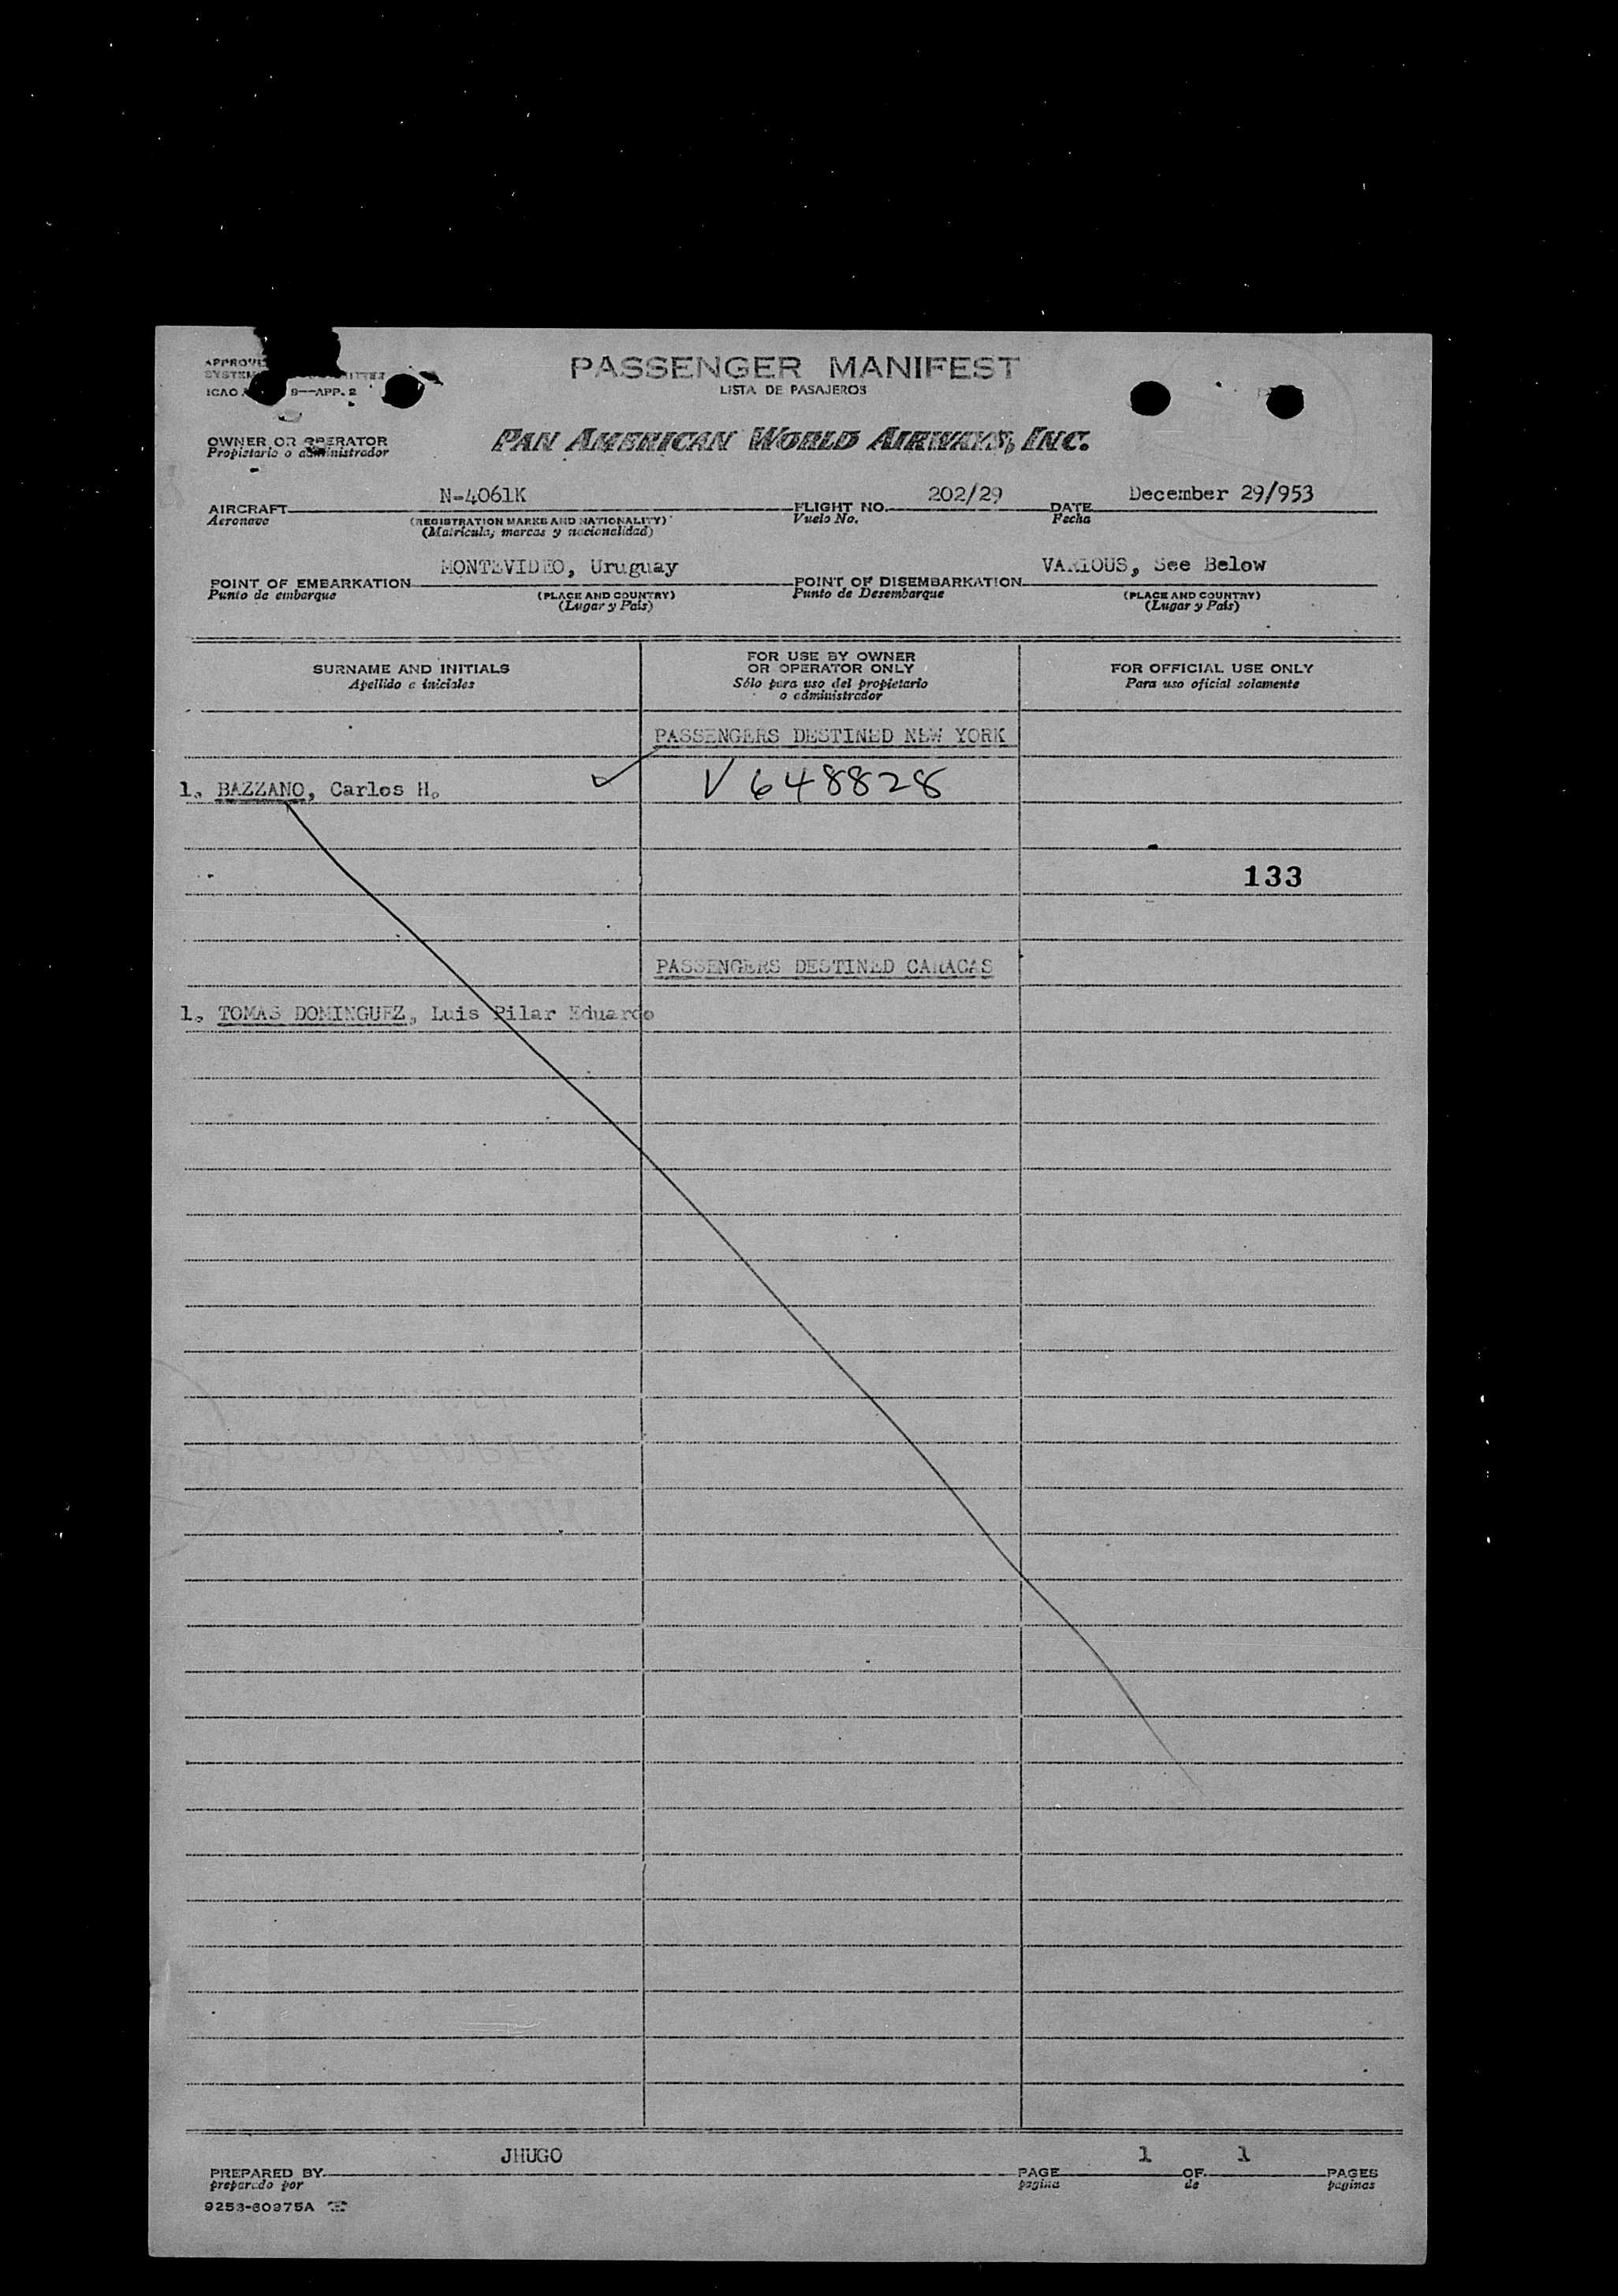 PASSENGER MANIFEST
LISTA DE PASAJEROS
ICAO 9—APP. 2
OWNER OR OPERATOR
Propietario o administrador
PAN AMERICAN WORLD AIRWAYS, INC.
AIRCRAFT N-4061K FLIGHT NO. 202/29 DATE December 29/953
Aeronave (REGISTRATION MARKS AND NATIONALITY) Vuelo No. Fecha
(Matricula, marcas y nacionalidad)
POINT OF EMBARKATION MONTEVIDEO, Uruguay POINT OF DISEMBARKATION VARIOUS, See Below
Punto de embarque (PLACE AND COUNTRY) Punto de Desembarque (PLACE AND COUNTRY)
(Lugar y País) (Lugar y País)
SURNAME AND INITIALS
Apellido e iniciales
FOR USE BY OWNER
OR OPERATOR ONLY
Sólo para uso del propietario
o administrador
FOR OFFICIAL USE ONLY
Para uso oficial solamente
PASSENGERS DESTINED NEW YORK
1. BAZZANO, Carlos H. V 648828
133
PASSENGERS DESTINED CARACAS
1. TOMAS DOMINGUEZ, Luis Pilar Eduardo
PREPARED BY JHUGO PAGE 1 OF 1 PAGES
preparado por pagina de paginas
9253-60975A